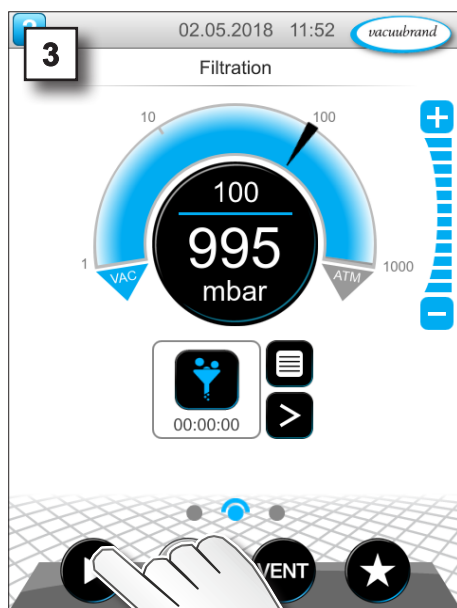 02.05.2018 11:52 vacuubrand
3
Filtration
10 100
100
995
mbar
1 VAC ATM 1000
00:00:00
VENT